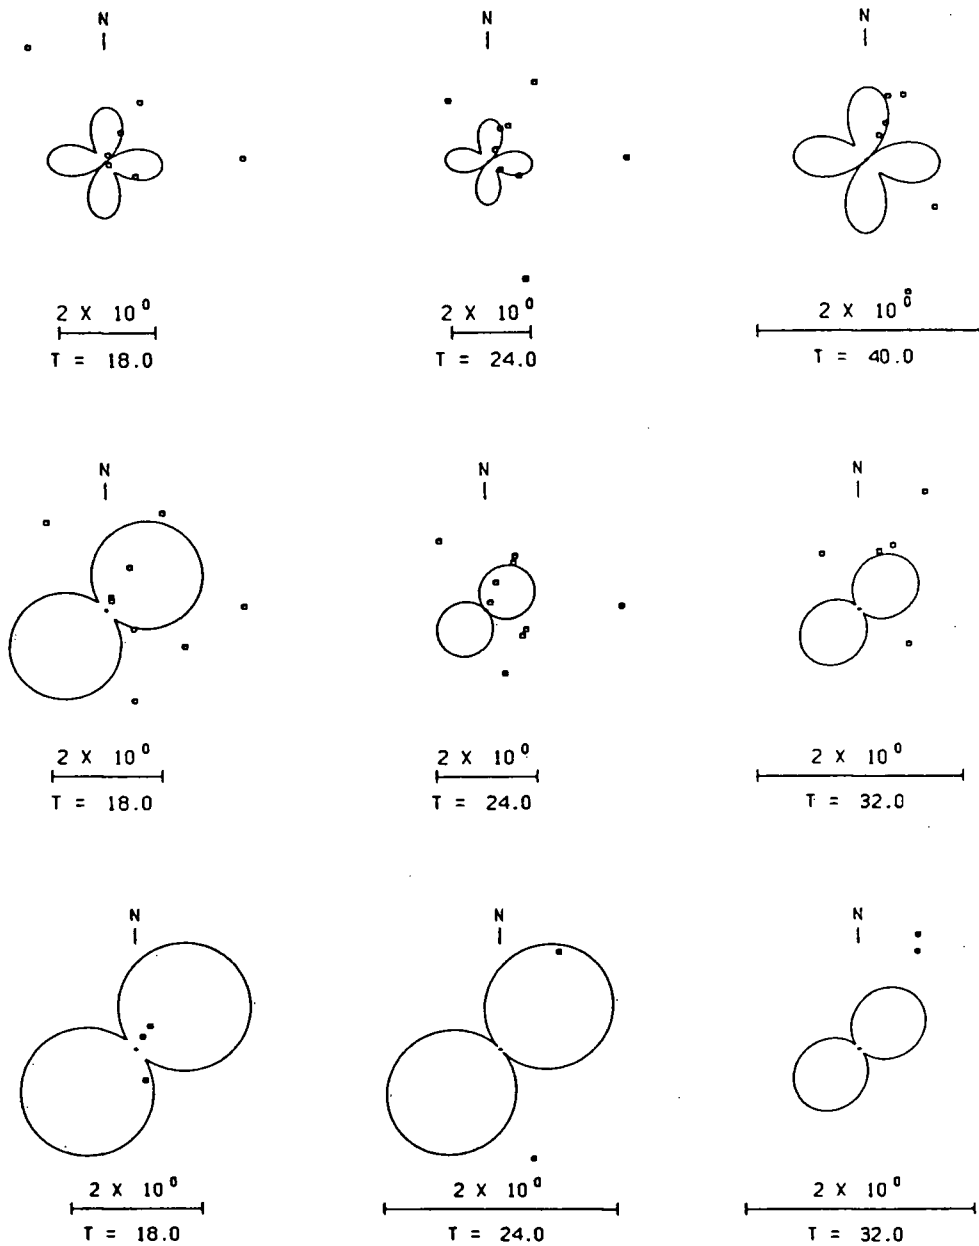 N N N
2 X 10⁰ 2 X 10⁰ 2 X 10⁰
T = 18.0 T = 24.0 T = 40.0
N N N
2 X 10⁰ 2 X 10⁰ 2 X 10⁰
T = 18.0 T = 24.0 T = 32.0
N N N
2 X 10⁰ 2 X 10⁰ 2 X 10⁰
T = 18.0 T = 24.0 T = 32.0